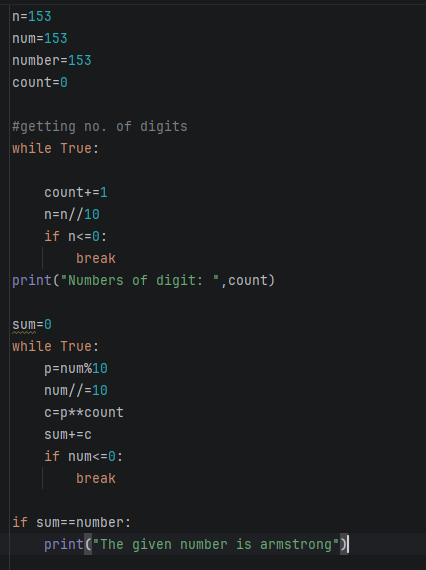 n=153
num=153
number=153
count=0
#getting no. of digits
while True:
    count+=1
    n=n//10
    if n<=0:
        break
print("Numbers of digit: ",count)
sum=0
while True:
    p=num%10
    num//=10
    c=p**count
    sum+=c
    if num<=0:
        break
if sum==number:
    print("The given number is armstrong")